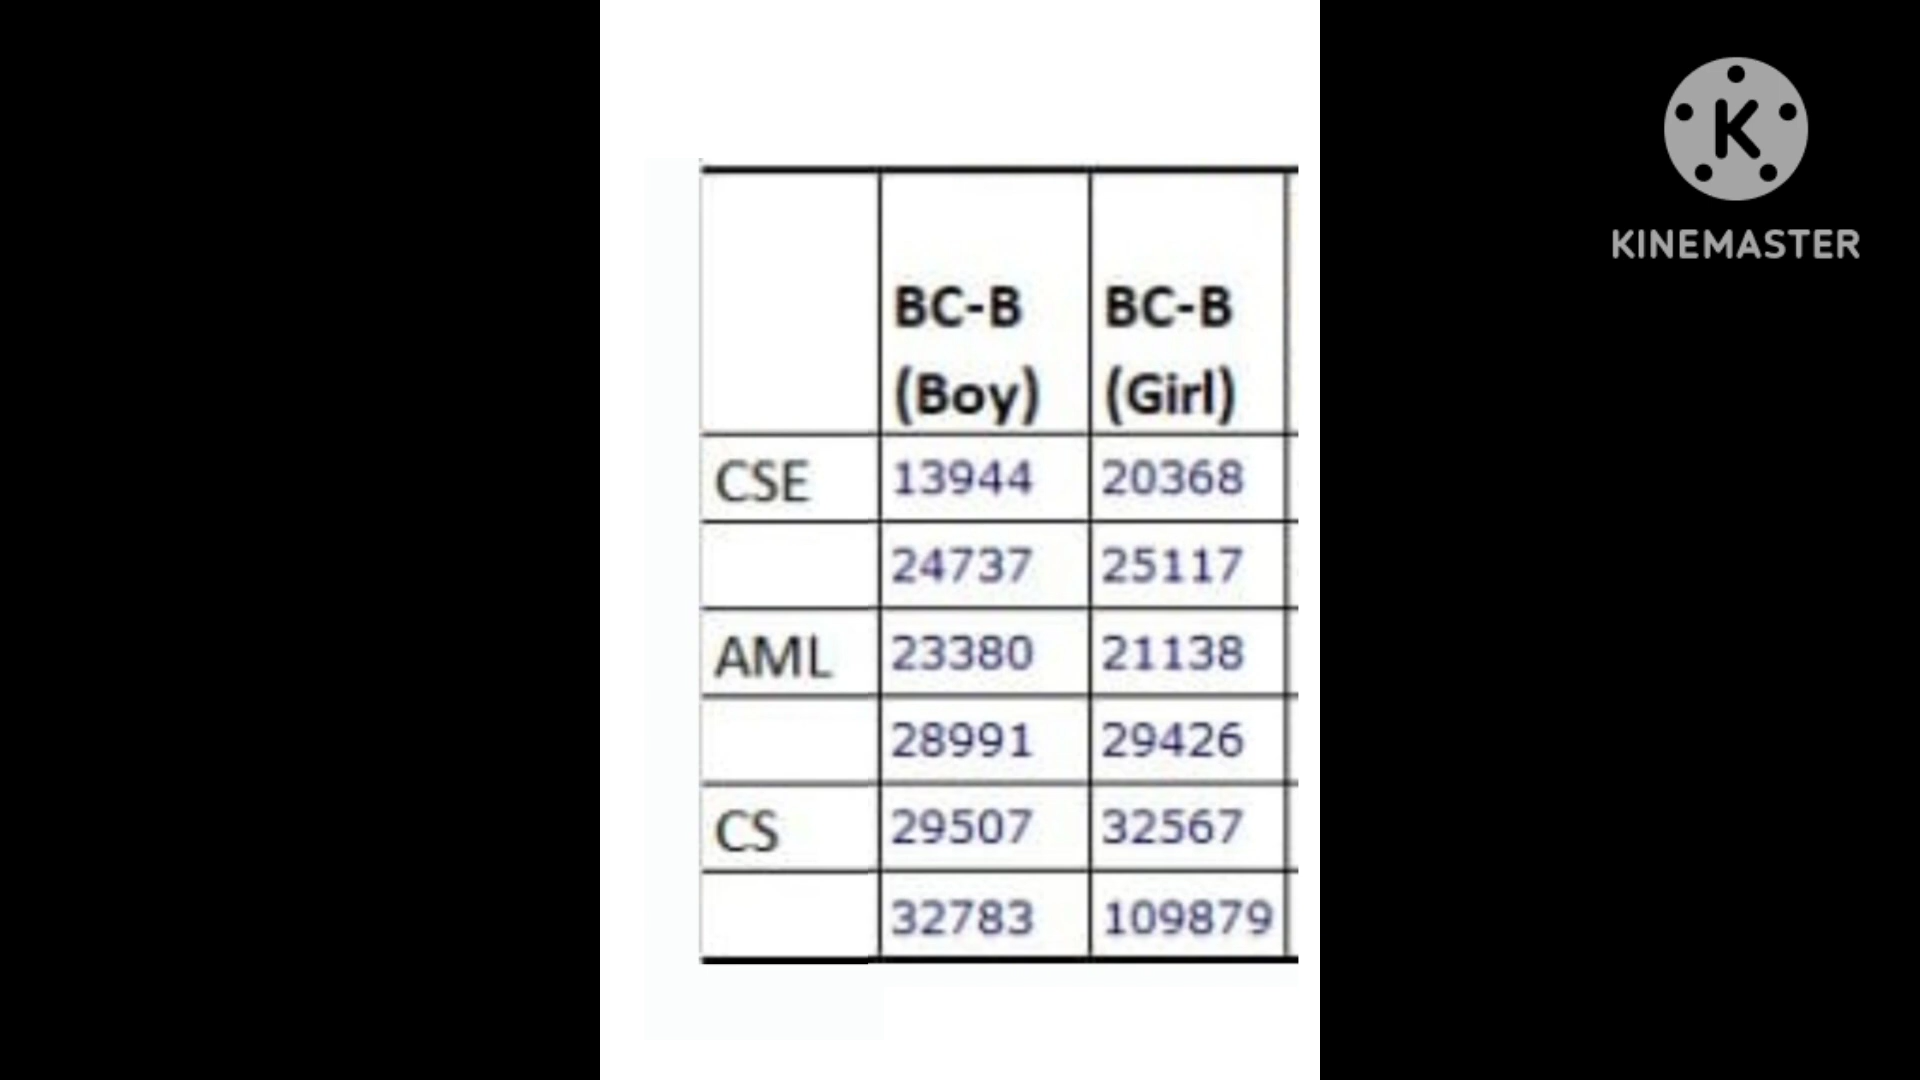 BC-B (Boy) BC-B (Girl)
CSE 13944 20368
24737 25117
AML 23380 21138
28991 29426
CS 29507 32567
32783 109879
K
KINEMASTER